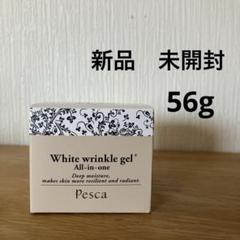 新品　未開封
56g
White wrinkle gel*
All-in-one
Deep moisture,
makes skin more resilient and radiant.
Pesca